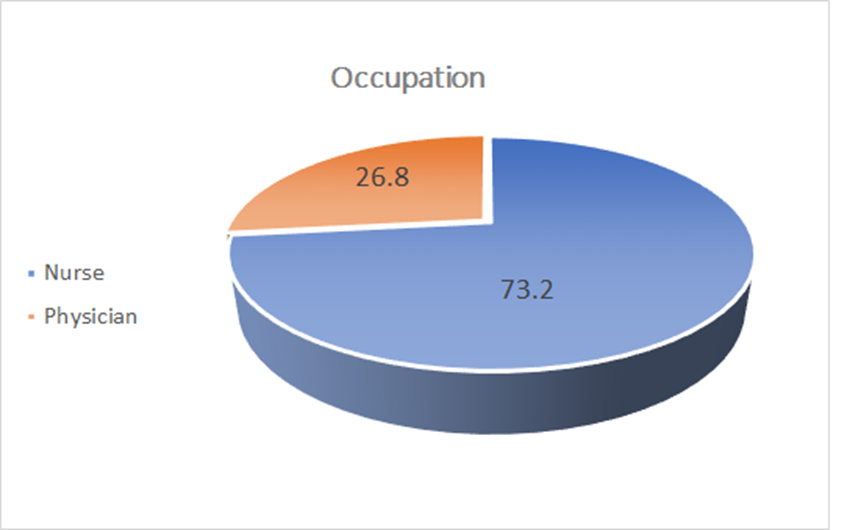 Occupation
26.8
73.2
Nurse
Physician